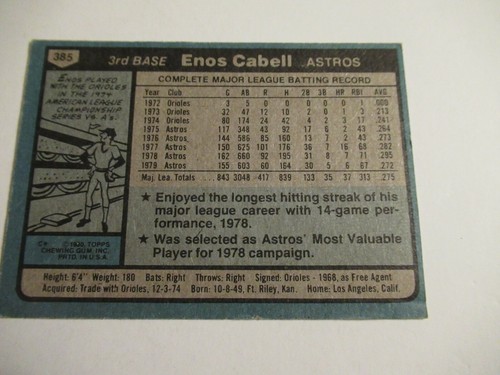 385 3rd BASE Enos Cabell ASTROS
ENOS PLAYED
WITH THE ORIOLES
IN THE 1974
AMERICAN LEAGUE
CHAMPIONSHIP
SERIES VS. A's.
COMPLETE MAJOR LEAGUE BATTING RECORD
Year Club G AB R H 2B 3B HR RBI AVG
1972 Orioles 3 5 0 0 0 0 0 1 .000
1973 Orioles 32 47 12 10 2 0 1 3 .213
1974 Orioles 80 174 24 42 4 2 3 17 .241
1975 Astros 117 348 43 92 17 6 2 43 .264
1976 Astros 144 586 85 160 13 7 2 43 .273
1977 Astros 150 625 101 176 36 7 16 68 .282
1978 Astros 162 660 92 195 31 8 7 71 .295
1979 Astros 155 603 60 164 30 5 6 67 .272
Maj. Lea. Totals 843 3048 417 839 133 35 37 313 .275
★ Enjoyed the longest hitting streak of his
major league career with 14-game per-
formance, 1978.
★ Was selected as Astros' Most Valuable
Player for 1978 campaign.
TOPPS
CHEWING GUM, INC.
PRTD. IN U.S.A.
Height: 6'4" Weight: 180 Bats: Right Throws: Right Signed: Orioles - 1968, as Free Agent
Acquired: Trade with Orioles, 12-3-74 Born: 10-8-49, Ft. Riley, Kan. Home: Los Angeles, Calif.